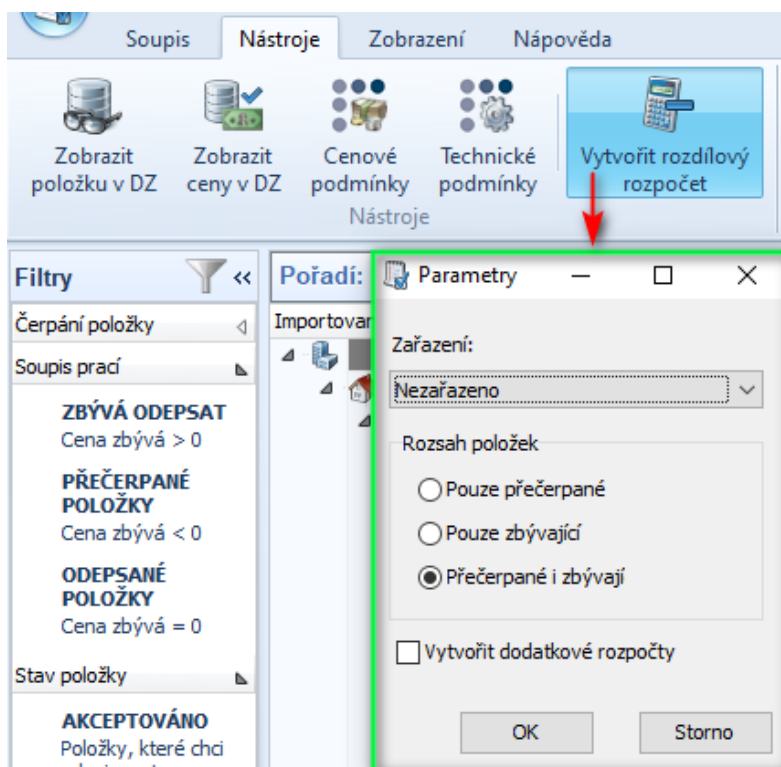 Soupis Nástroje Zobrazení Nápověda
Zobrazit Zobrazit Cenové Technické Vytvořit rozdílový
položku v DZ ceny v DZ podmínky podmínky rozpočet
Nástroje
Filtry
Pořadí:
Čerpání položky
Importovan
Soupis prací
ZBÝVÁ ODEPSAT
Cena zbývá > 0
PŘEČERPANÉ
POLOŽKY
Cena zbývá < 0
ODEPSANÉ
POLOŽKY
Cena zbývá = 0
Stav položky
AKCEPTOVÁNO
Položky, které chci
Parametry
Zařazení:
Nezařazeno
Rozsah položek
Pouze přečerpané
Pouze zbývající
Přečerpané i zbývají
Vytvořit dodatkové rozpočty
OK Storno